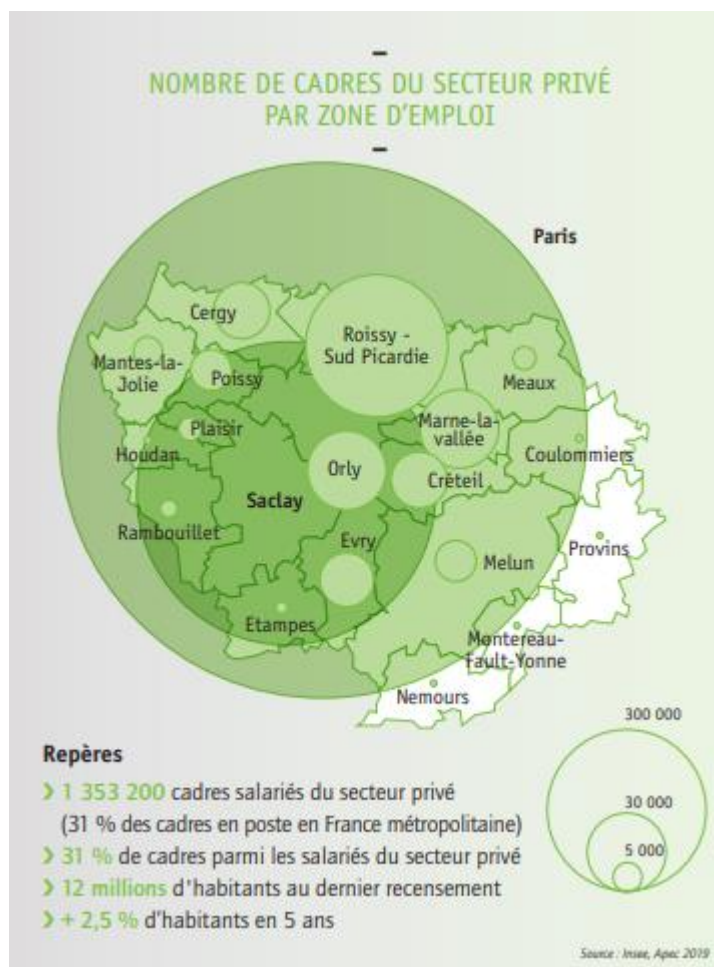 NOMBRE DE CADRES DU SECTEUR PRIVÉ
PAR ZONE D'EMPLOI
Paris
Cergy
Roissy -
Sud Picardie
Mantes-la-
Jolie
Poissy
Meaux
Marne-la-
vallée
Plaisir
Houdan
Coulommiers
Orly
Crèteil
Saclay
Rambouillet
Evry
Provins
Melun
Etampes
Montereau-
Fault-Yonne
Nemours
300 000
30 000
5 000
Repères
❯ 1 353 200 cadres salariés du secteur privé
(31 % des cadres en poste en France métropolitaine)
❯ 31 % de cadres parmi les salariés du secteur privé
❯ 12 millions d'habitants au dernier recensement
❯ + 2,5 % d'habitants en 5 ans
Source : Insee, Apec 2019